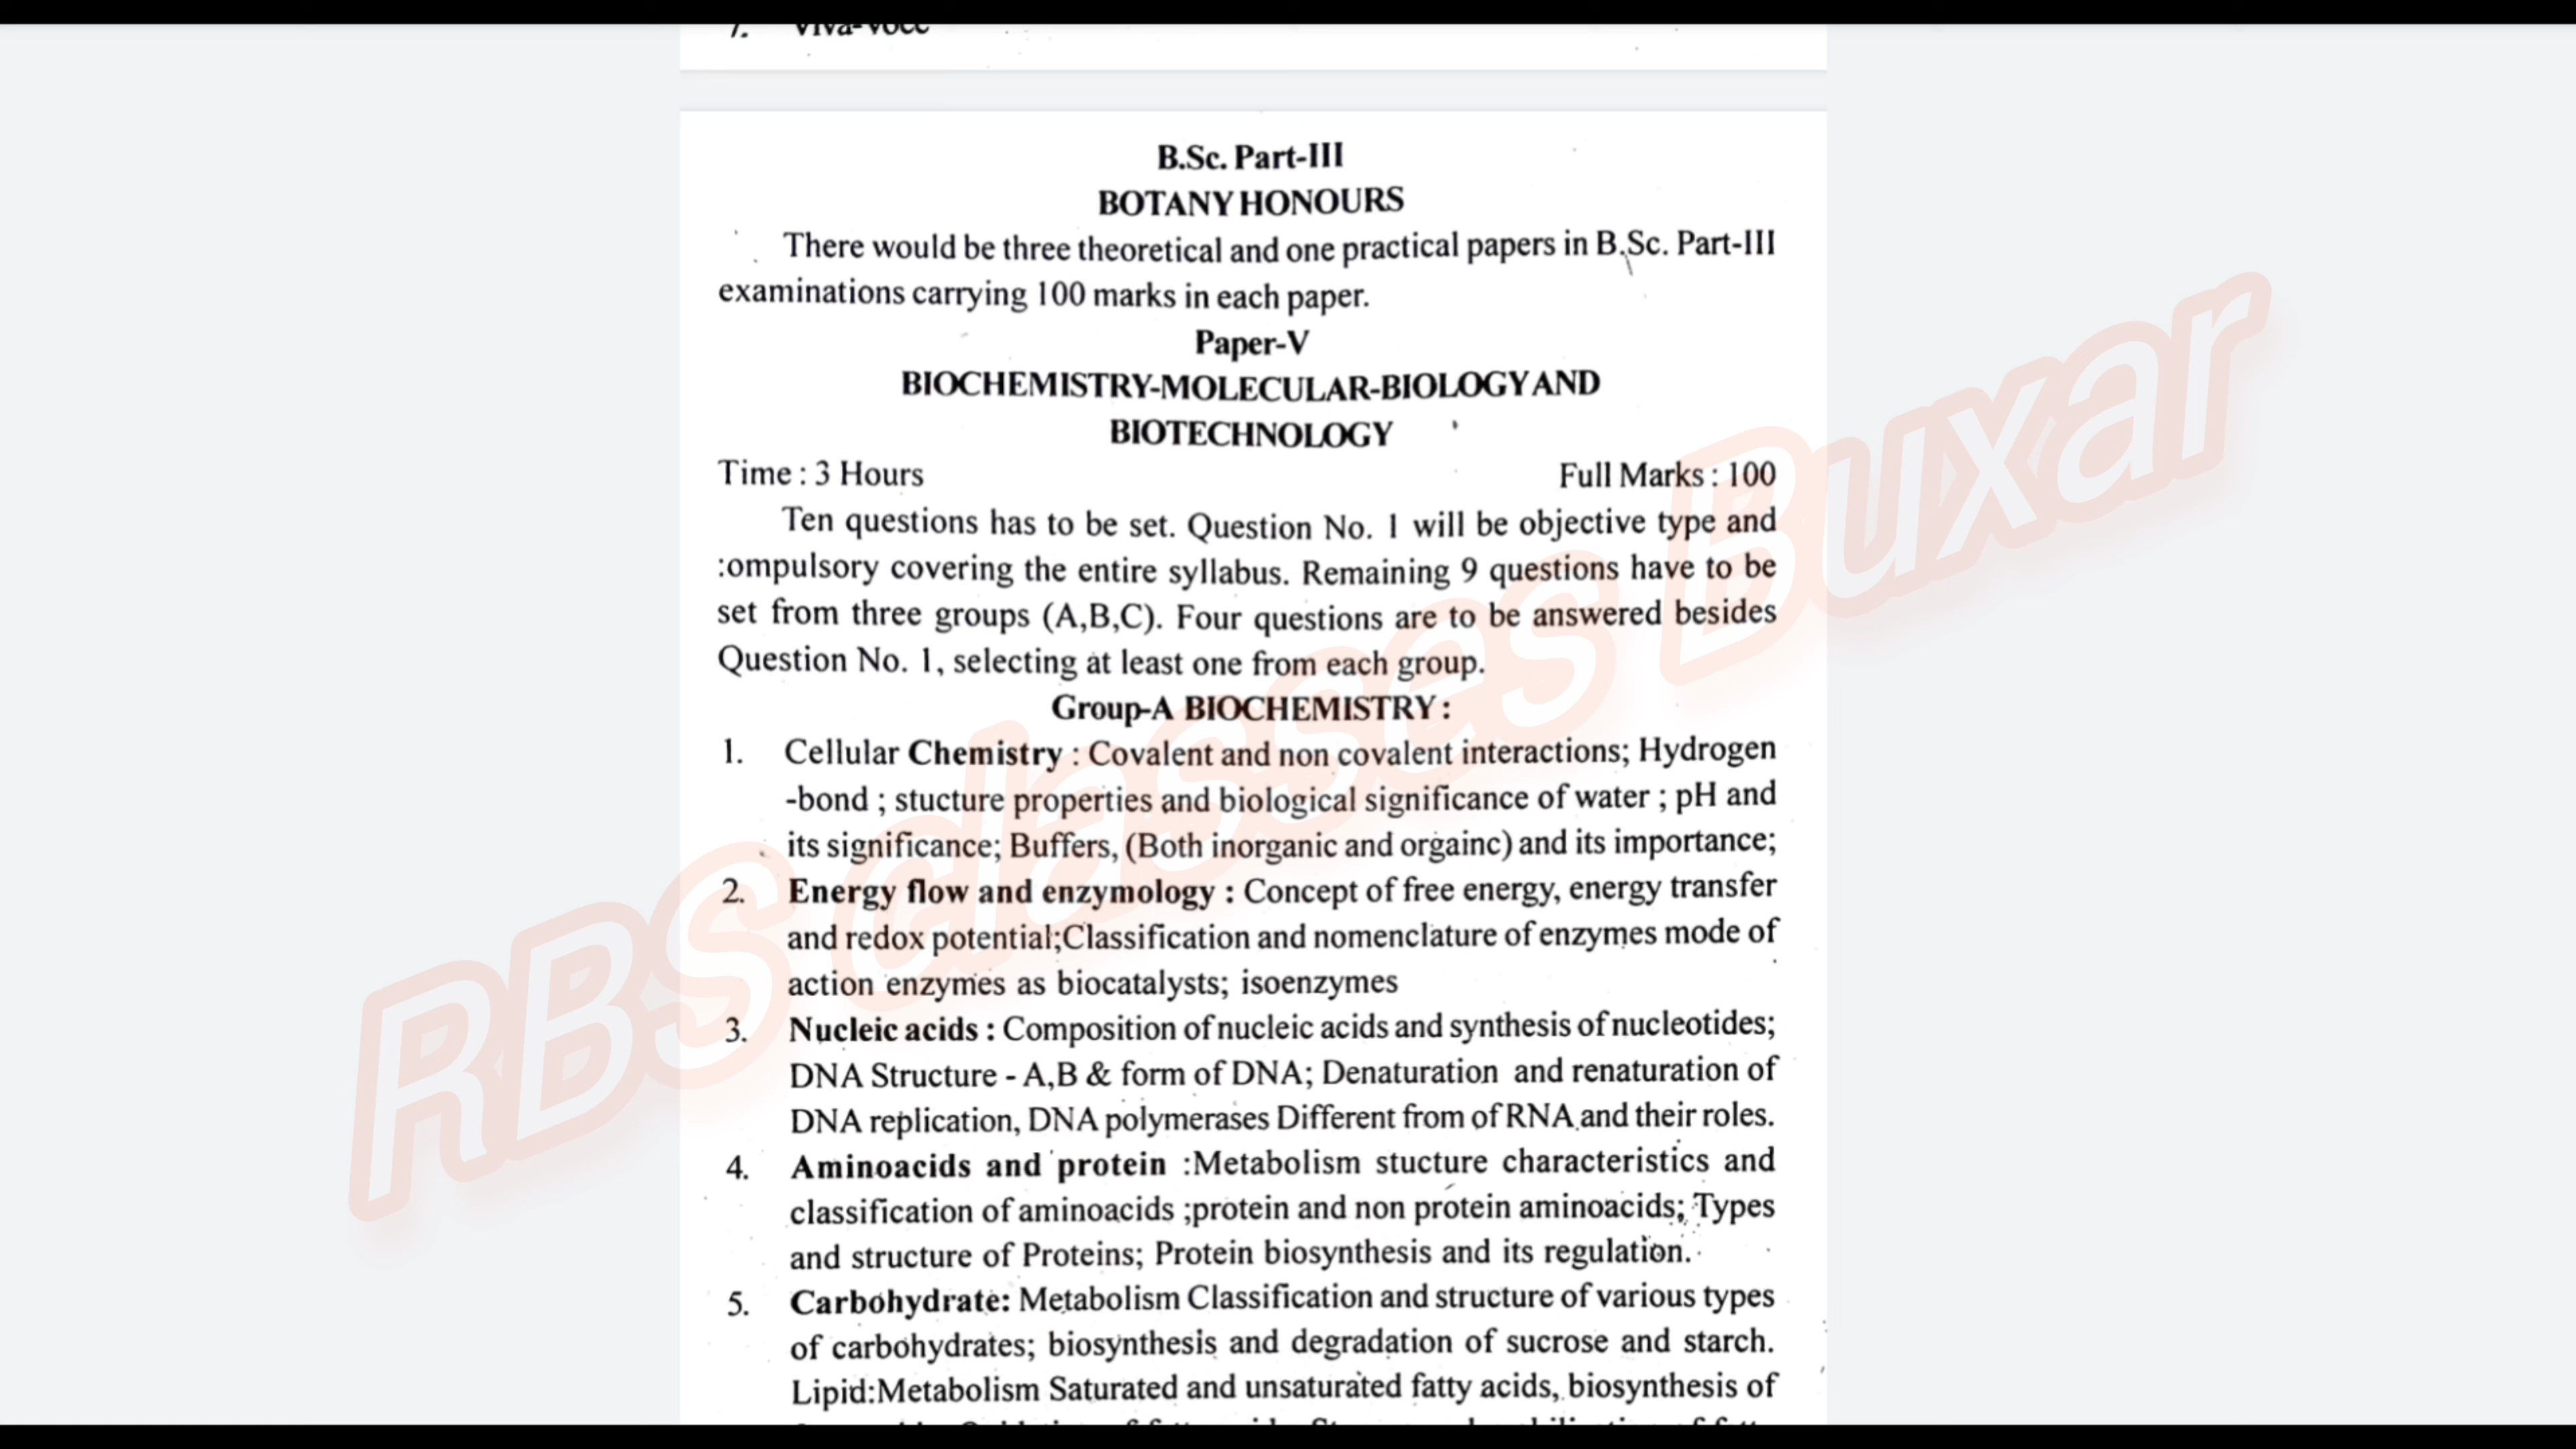 7. Viva-voce
B.Sc. Part-III
BOTANY HONOURS
There would be three theoretical and one practical papers in B.Sc. Part-III
examinations carrying 100 marks in each paper.
Paper-V
BIOCHEMISTRY-MOLECULAR-BIOLOGY AND
BIOTECHNOLOGY
Time : 3 Hours Full Marks : 100
Ten questions has to be set. Question No. 1 will be objective type and
:ompulsory covering the entire syllabus. Remaining 9 questions have to be
set from three groups (A,B,C). Four questions are to be answered besides
Question No. 1, selecting at least one from each group.
Group-A BIOCHEMISTRY :
1. Cellular Chemistry : Covalent and non covalent interactions; Hydrogen
-bond ; stucture properties and biological significance of water ; pH and
its significance; Buffers, (Both inorganic and orgainc) and its importance;
2. Energy flow and enzymology : Concept of free energy, energy transfer
and redox potential;Classification and nomenclature of enzymes mode of
action enzymes as biocatalysts; isoenzymes
3. Nucleic acids : Composition of nucleic acids and synthesis of nucleotides;
DNA Structure - A,B & form of DNA; Denaturation and renaturation of
DNA replication, DNA polymerases Different from of RNA and their roles.
4. Aminoacids and protein :Metabolism stucture characteristics and
classification of aminoacids ;protein and non protein aminoacids; Types
and structure of Proteins; Protein biosynthesis and its regulation.
5. Carbohydrate: Metabolism Classification and structure of various types
of carbohydrates; biosynthesis and degradation of sucrose and starch.
Lipid:Metabolism Saturated and unsaturated fatty acids, biosynthesis of
RBS classes Buxar